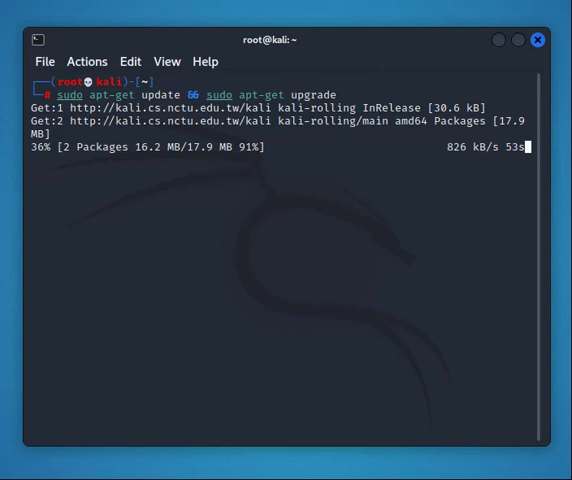 root@kali: ~
File Actions Edit View Help
┌──(root💀kali)-[~]
└─# sudo apt-get update && sudo apt-get upgrade
Get:1 http://kali.cs.nctu.edu.tw/kali kali-rolling InRelease [30.6 kB]
Get:2 http://kali.cs.nctu.edu.tw/kali kali-rolling/main amd64 Packages [17.9
MB]
36% [2 Packages 16.2 MB/17.9 MB 91%] 826 kB/s 53s